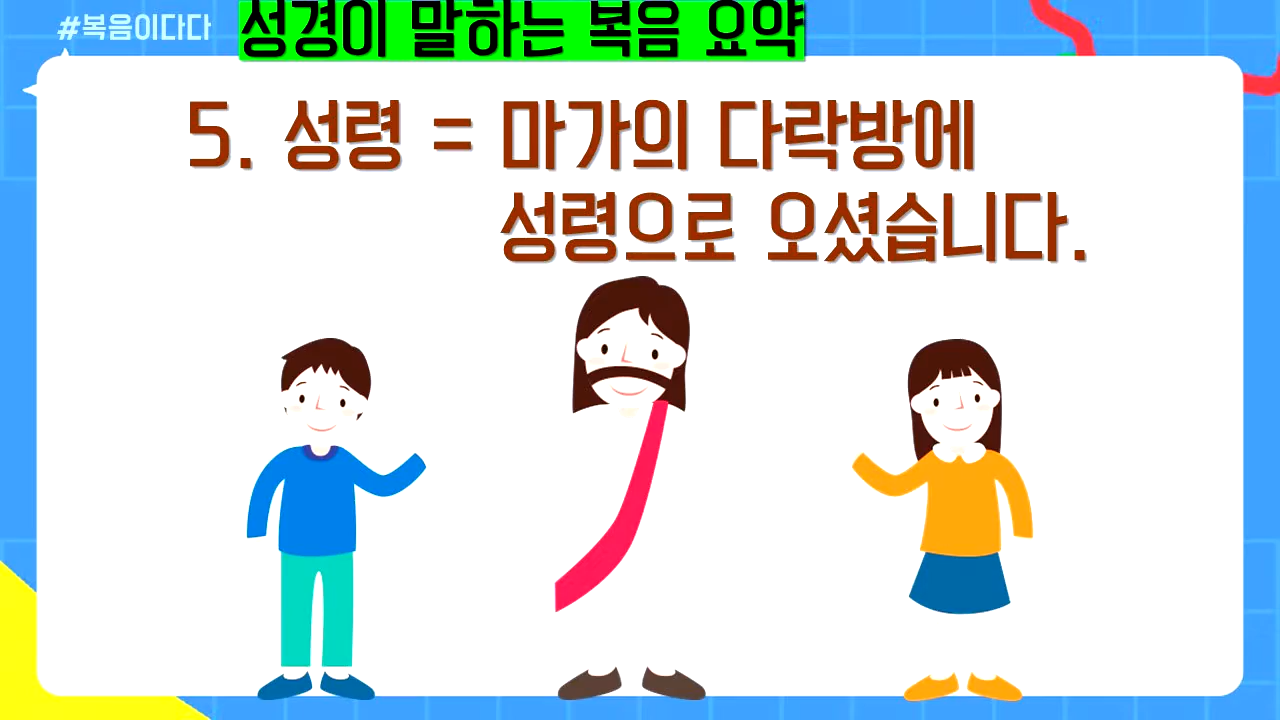 #복음이다다
성경이 말하는 복음 요약
5. 성령 = 마가의 다락방에
성령으로 오셨습니다.